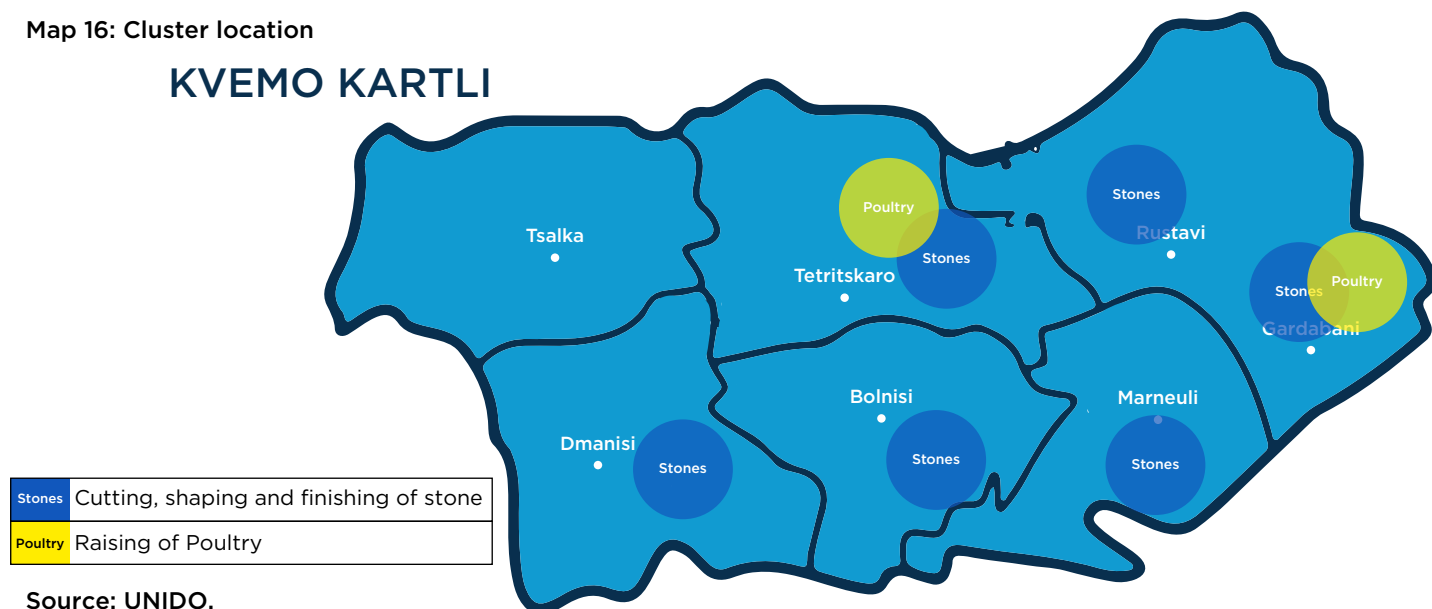 Map 16: Cluster location
KVEMO KARTLI
Poultry
Stones
Tsalka
Stones
Rustavi
Tetritskaro
Stones
Poultry
Gardabani
Bolnisi
Marneuli
Dmanisi
Stones
Stones
Stones
Stones Cutting, shaping and finishing of stone
Poultry Raising of Poultry
Source: UNIDO.